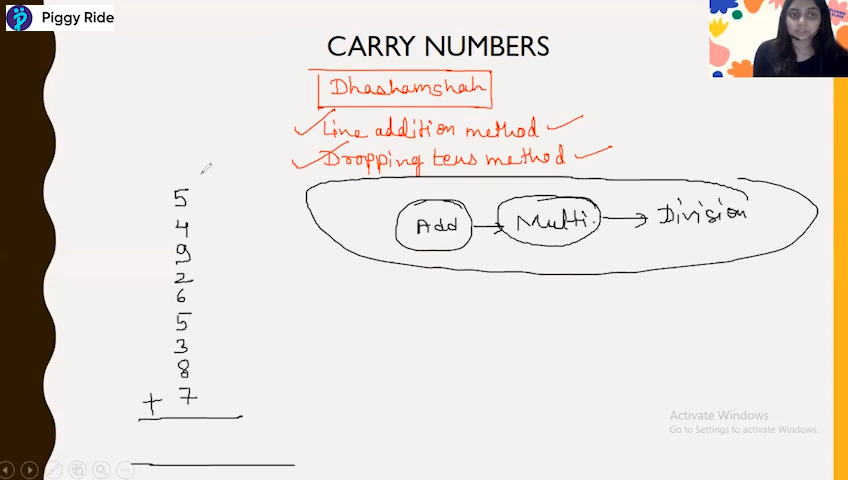 Piggy Ride
CARRY NUMBERS
Dhashamshah
Line addition method
Dropping tens method
Add → Multi. → Division
5
4
9
2
6
5
3
8
+ 7
Activate Windows
Go to Settings to activate Windows.